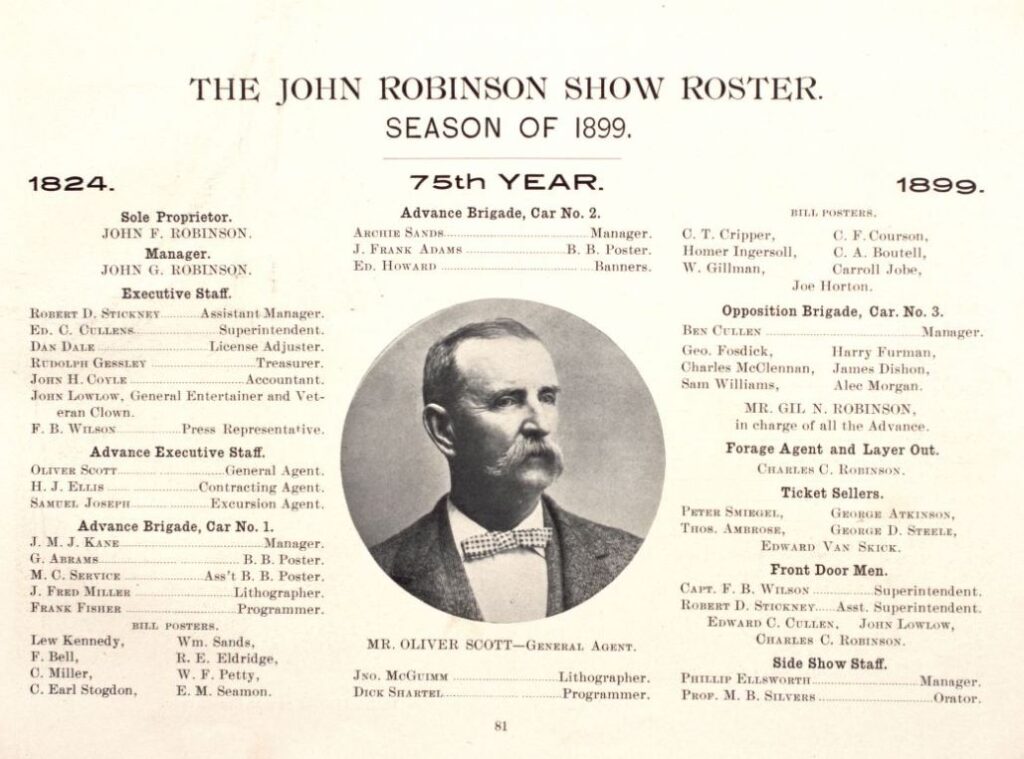 THE JOHN ROBINSON SHOW ROSTER.
SEASON OF 1899.
1824.
75th YEAR.
1899.
Sole Proprietor.
JOHN F. ROBINSON.
Manager.
JOHN G. ROBINSON.
Executive Staff.
ROBERT D. STICKNEY..........Assistant Manager.
ED. C. CULLENS..........Superintendent.
DAN DALE..........License Adjuster.
RUDOLPH GESSLEY..........Treasurer.
JOHN H. COYLE..........Accountant.
JOHN LOWLOW, General Entertainer and Vet-
eran Clown.
F. B. WILSON..........Press Representative.
Advance Executive Staff.
OLIVER SCOTT..........General Agent.
H. J. ELLIS..........Contracting Agent.
SAMUEL JOSEPH..........Excursion Agent.
Advance Brigade, Car No. 1.
J. M. J. KANE..........Manager.
G. ABRAMS..........B. B. Poster.
M. C. SERVICE..........Ass't B. B. Poster.
J. FRED MILLER..........Lithographer.
FRANK FISHER..........Programmer.
BILL POSTERS.
Lew Kennedy, Wm. Sands,
F. Bell, R. E. Eldridge,
C. Miller, W. F. Petty,
C. Earl Stogdon, E. M. Seamon.
Advance Brigade, Car No. 2.
ARCHIE SANDS..........Manager.
J. FRANK ADAMS..........B. B. Poster.
ED. HOWARD..........Banners.
MR. OLIVER SCOTT—GENERAL AGENT.
JNO. MCGUIMM..........Lithographer.
DICK SHARTEL..........Programmer.
BILL POSTERS.
C. T. Cripper, C. F. Courson,
Homer Ingersoll, C. A. Boutell,
W. Gillman, Carroll Jobe,
Joe Horton.
Opposition Brigade, Car. No. 3.
BEN CULLEN..........Manager.
Geo. Fosdick, Harry Furman,
Charles McClennan, James Dishon,
Sam Williams, Alec Morgan.
MR. GIL N. ROBINSON,
in charge of all the Advance.
Forage Agent and Layer Out.
CHARLES C. ROBINSON.
Ticket Sellers.
PETER SMIEGEL, GEORGE ATKINSON,
THOS. AMBROSE, GEORGE D. STEELE,
EDWARD VAN SKICK.
Front Door Men.
CAPT. F. B. WILSON..........Superintendent.
ROBERT D. STICKNEY.....Asst. Superintendent.
EDWARD C. CULLEN, JOHN LOWLOW,
CHARLES C. ROBINSON.
Side Show Staff.
PHILLIP ELLSWORTH..........Manager.
PROF. M. B. SILVERS..........Orator.
81